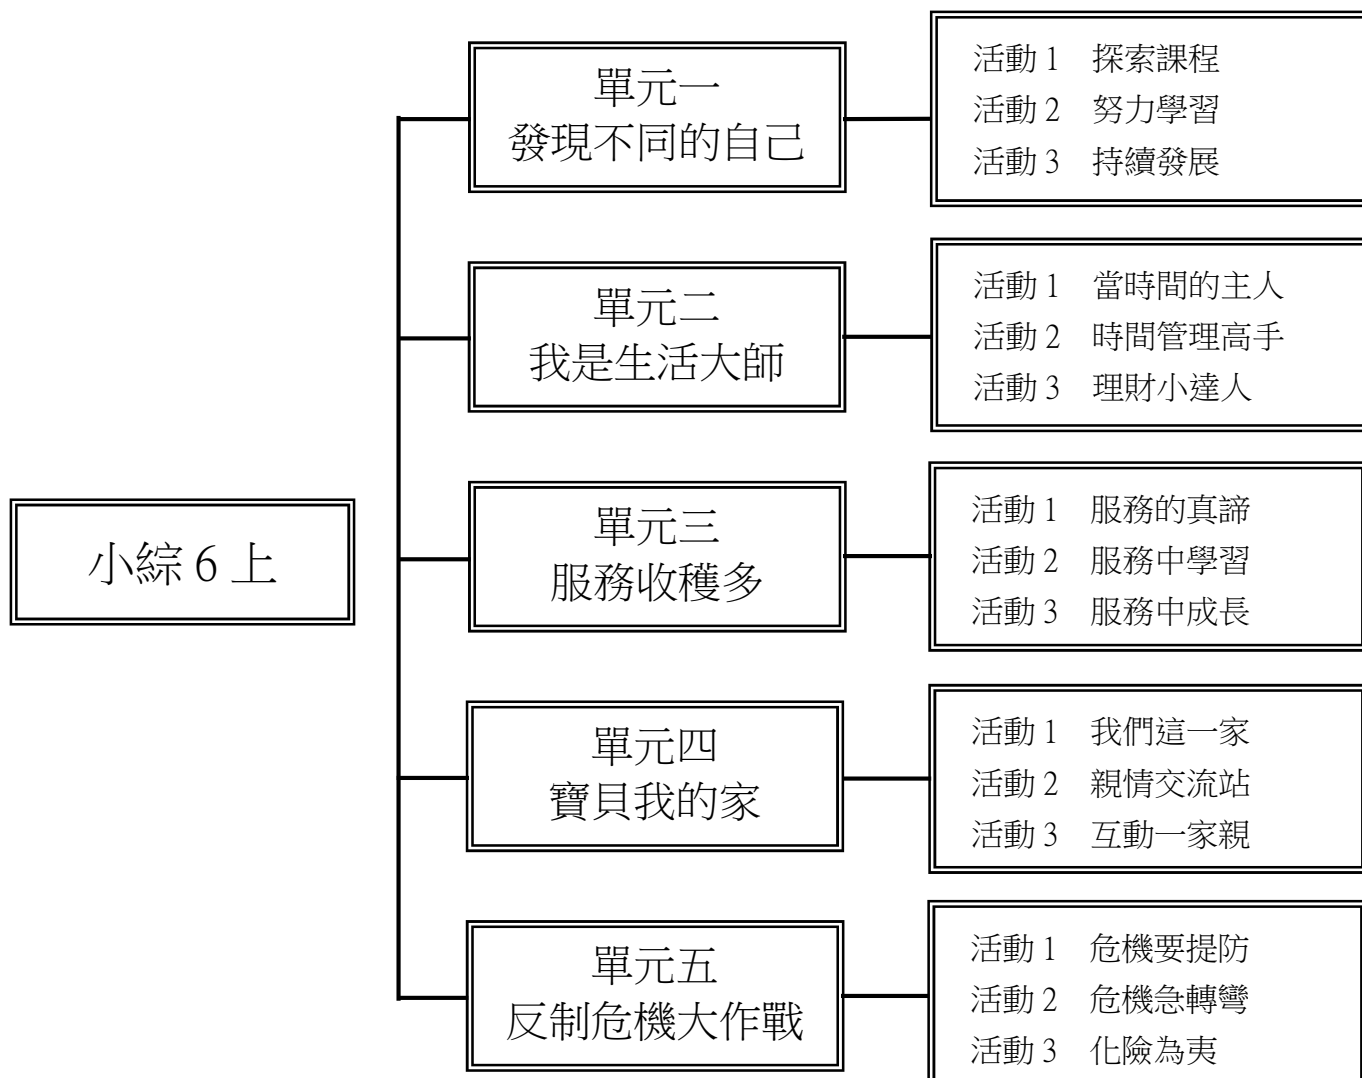 小綜 6 上
單元一
發現不同的自己
活動 1　探索課程
活動 2　努力學習
活動 3　持續發展
單元二
我是生活大師
活動 1　當時間的主人
活動 2　時間管理高手
活動 3　理財小達人
單元三
服務收穫多
活動 1　服務的真諦
活動 2　服務中學習
活動 3　服務中成長
單元四
寶貝我的家
活動 1　我們這一家
活動 2　親情交流站
活動 3　互動一家親
單元五
反制危機大作戰
活動 1　危機要提防
活動 2　危機急轉彎
活動 3　化險為夷